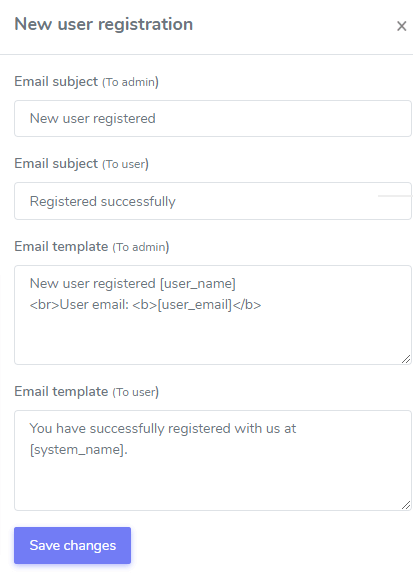 New user registration
×
Email subject (To admin)
New user registered
Email subject (To user)
Registered successfully
Email template (To admin)
New user registered [user_name]
<br>User email: <b>[user_email]</b>
Email template (To user)
You have successfully registered with us at
[system_name].
Save changes